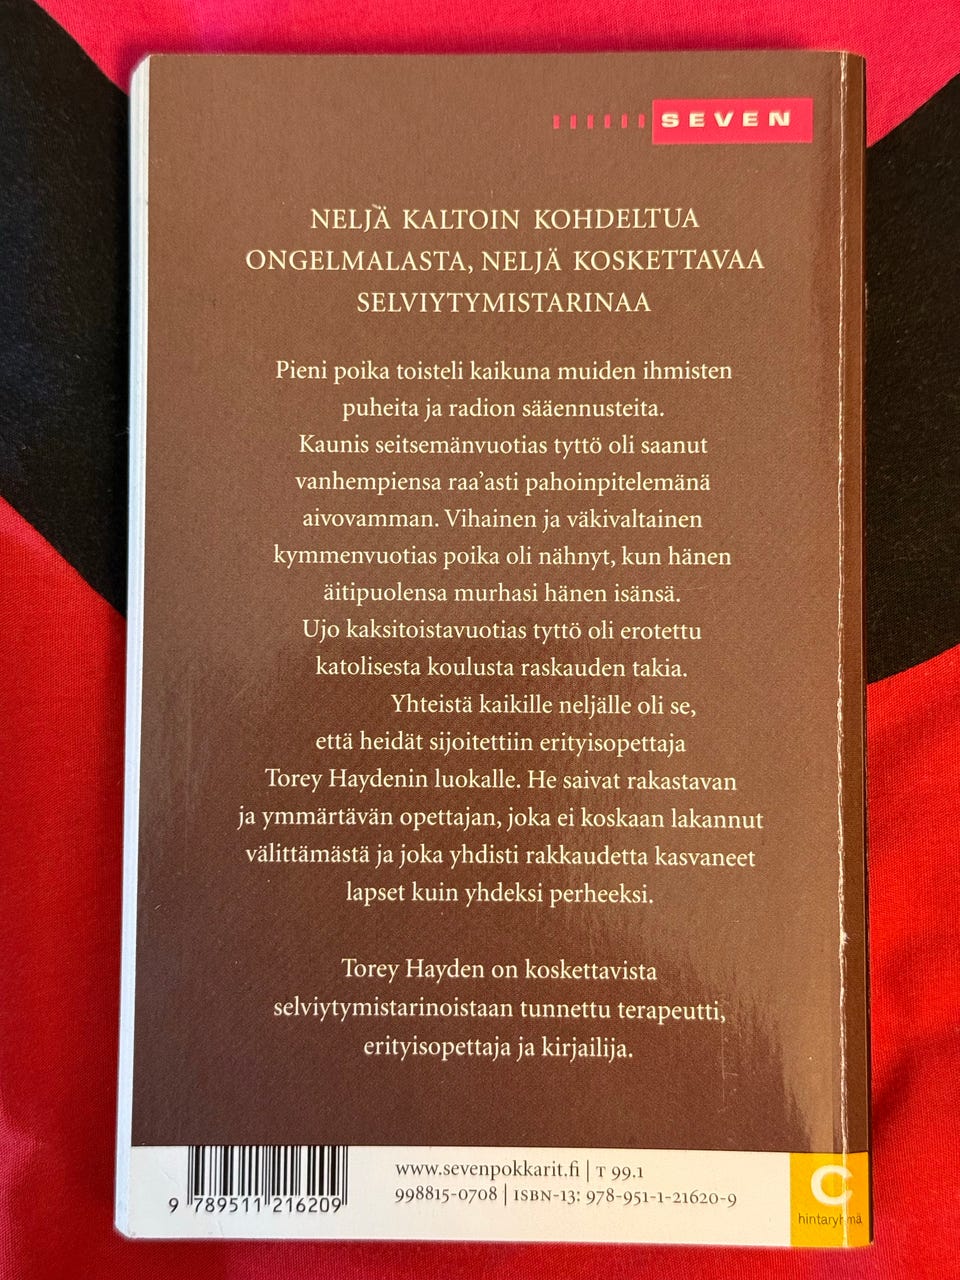 SEVEN
NELJÄ KALTOIN KOHDELTUA
ONGELMALASTA, NELJÄ KOSKETTAVAA
SELVIYTYMISTARINAA
Pieni poika toisteli kaikuna muiden ihmisten
puheita ja radion sääennusteita.
Kaunis seitsemänvuotias tyttö oli saanut
vanhempiensa raa’asti pahoinpitelemänä
aivovamman. Vihainen ja väkivaltainen
kymmenvuotias poika oli nähnyt, kun hänen
äitipuolensa murhasi hänen isänsä.
Ujo kaksitoistavuotias tyttö oli erotettu
katolisesta koulusta raskauden takia.
Yhteistä kaikille neljälle oli se,
että heidät sijoitettiin erityisopettaja
Torey Haydenin luokalle. He saivat rakastavan
ja ymmärtävän opettajan, joka ei koskaan lakannut
välittämästä ja joka yhdisti rakkaudetta kasvaneet
lapset kuin yhdeksi perheeksi.
Torey Hayden on koskettavista
selviytymistarinoistaan tunnettu terapeutti,
erityisopettaja ja kirjailija.
www.sevenpokkarit.fi | T 99.1
998815-0708 | ISBN-13: 978-951-1-21620-9
9 789511 216209
C
hintaryhmä